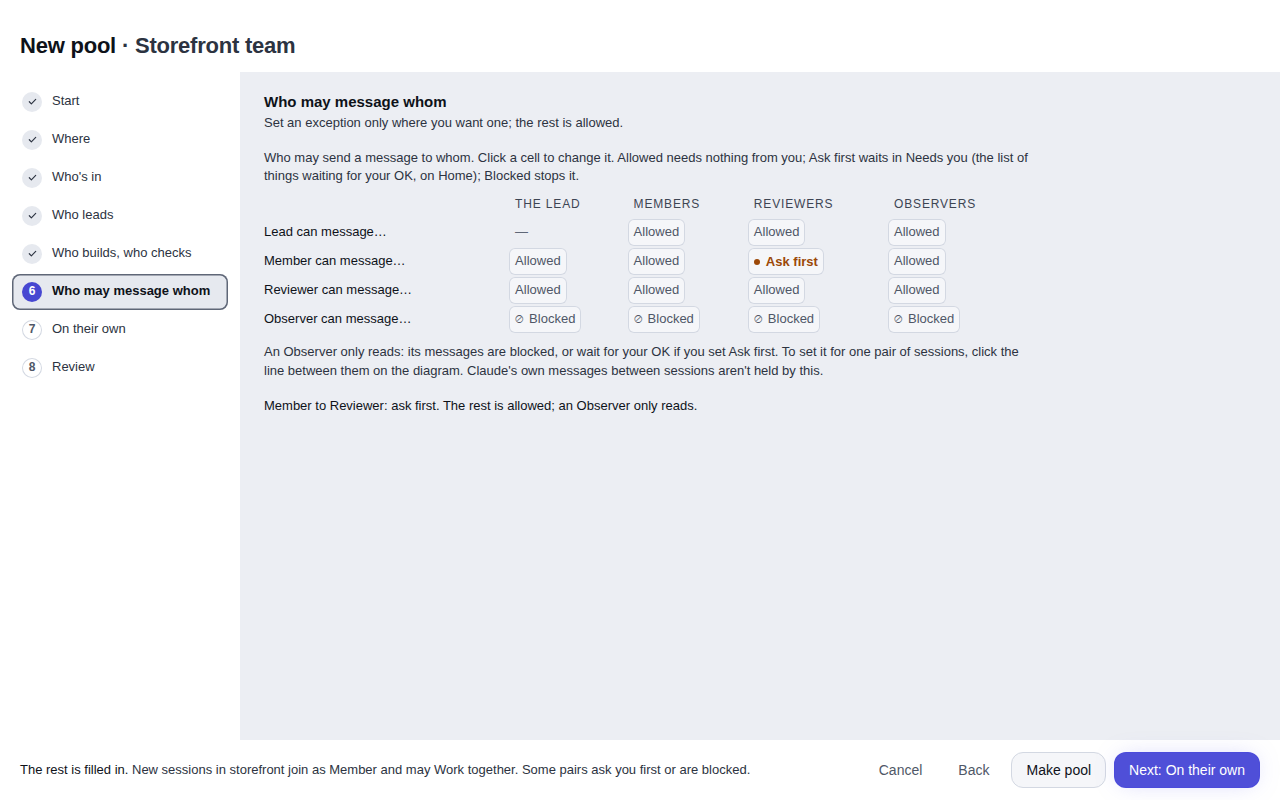 New pool · Storefront team
Start
Where
Who's in
Who leads
Who builds, who checks
6 Who may message whom
7 On their own
8 Review
Who may message whom
Set an exception only where you want one; the rest is allowed.
Who may send a message to whom. Click a cell to change it. Allowed needs nothing from you; Ask first waits in Needs you (the list of
things waiting for your OK, on Home); Blocked stops it.
THE LEAD MEMBERS REVIEWERS OBSERVERS
Lead can message… — Allowed Allowed Allowed
Member can message… Allowed Allowed Ask first Allowed
Reviewer can message… Allowed Allowed Allowed Allowed
Observer can message… Blocked Blocked Blocked Blocked
An Observer only reads: its messages are blocked, or wait for your OK if you set Ask first. To set it for one pair of sessions, click the
line between them on the diagram. Claude's own messages between sessions aren't held by this.
Member to Reviewer: ask first. The rest is allowed; an Observer only reads.
The rest is filled in. New sessions in storefront join as Member and may Work together. Some pairs ask you first or are blocked.
Cancel Back Make pool Next: On their own